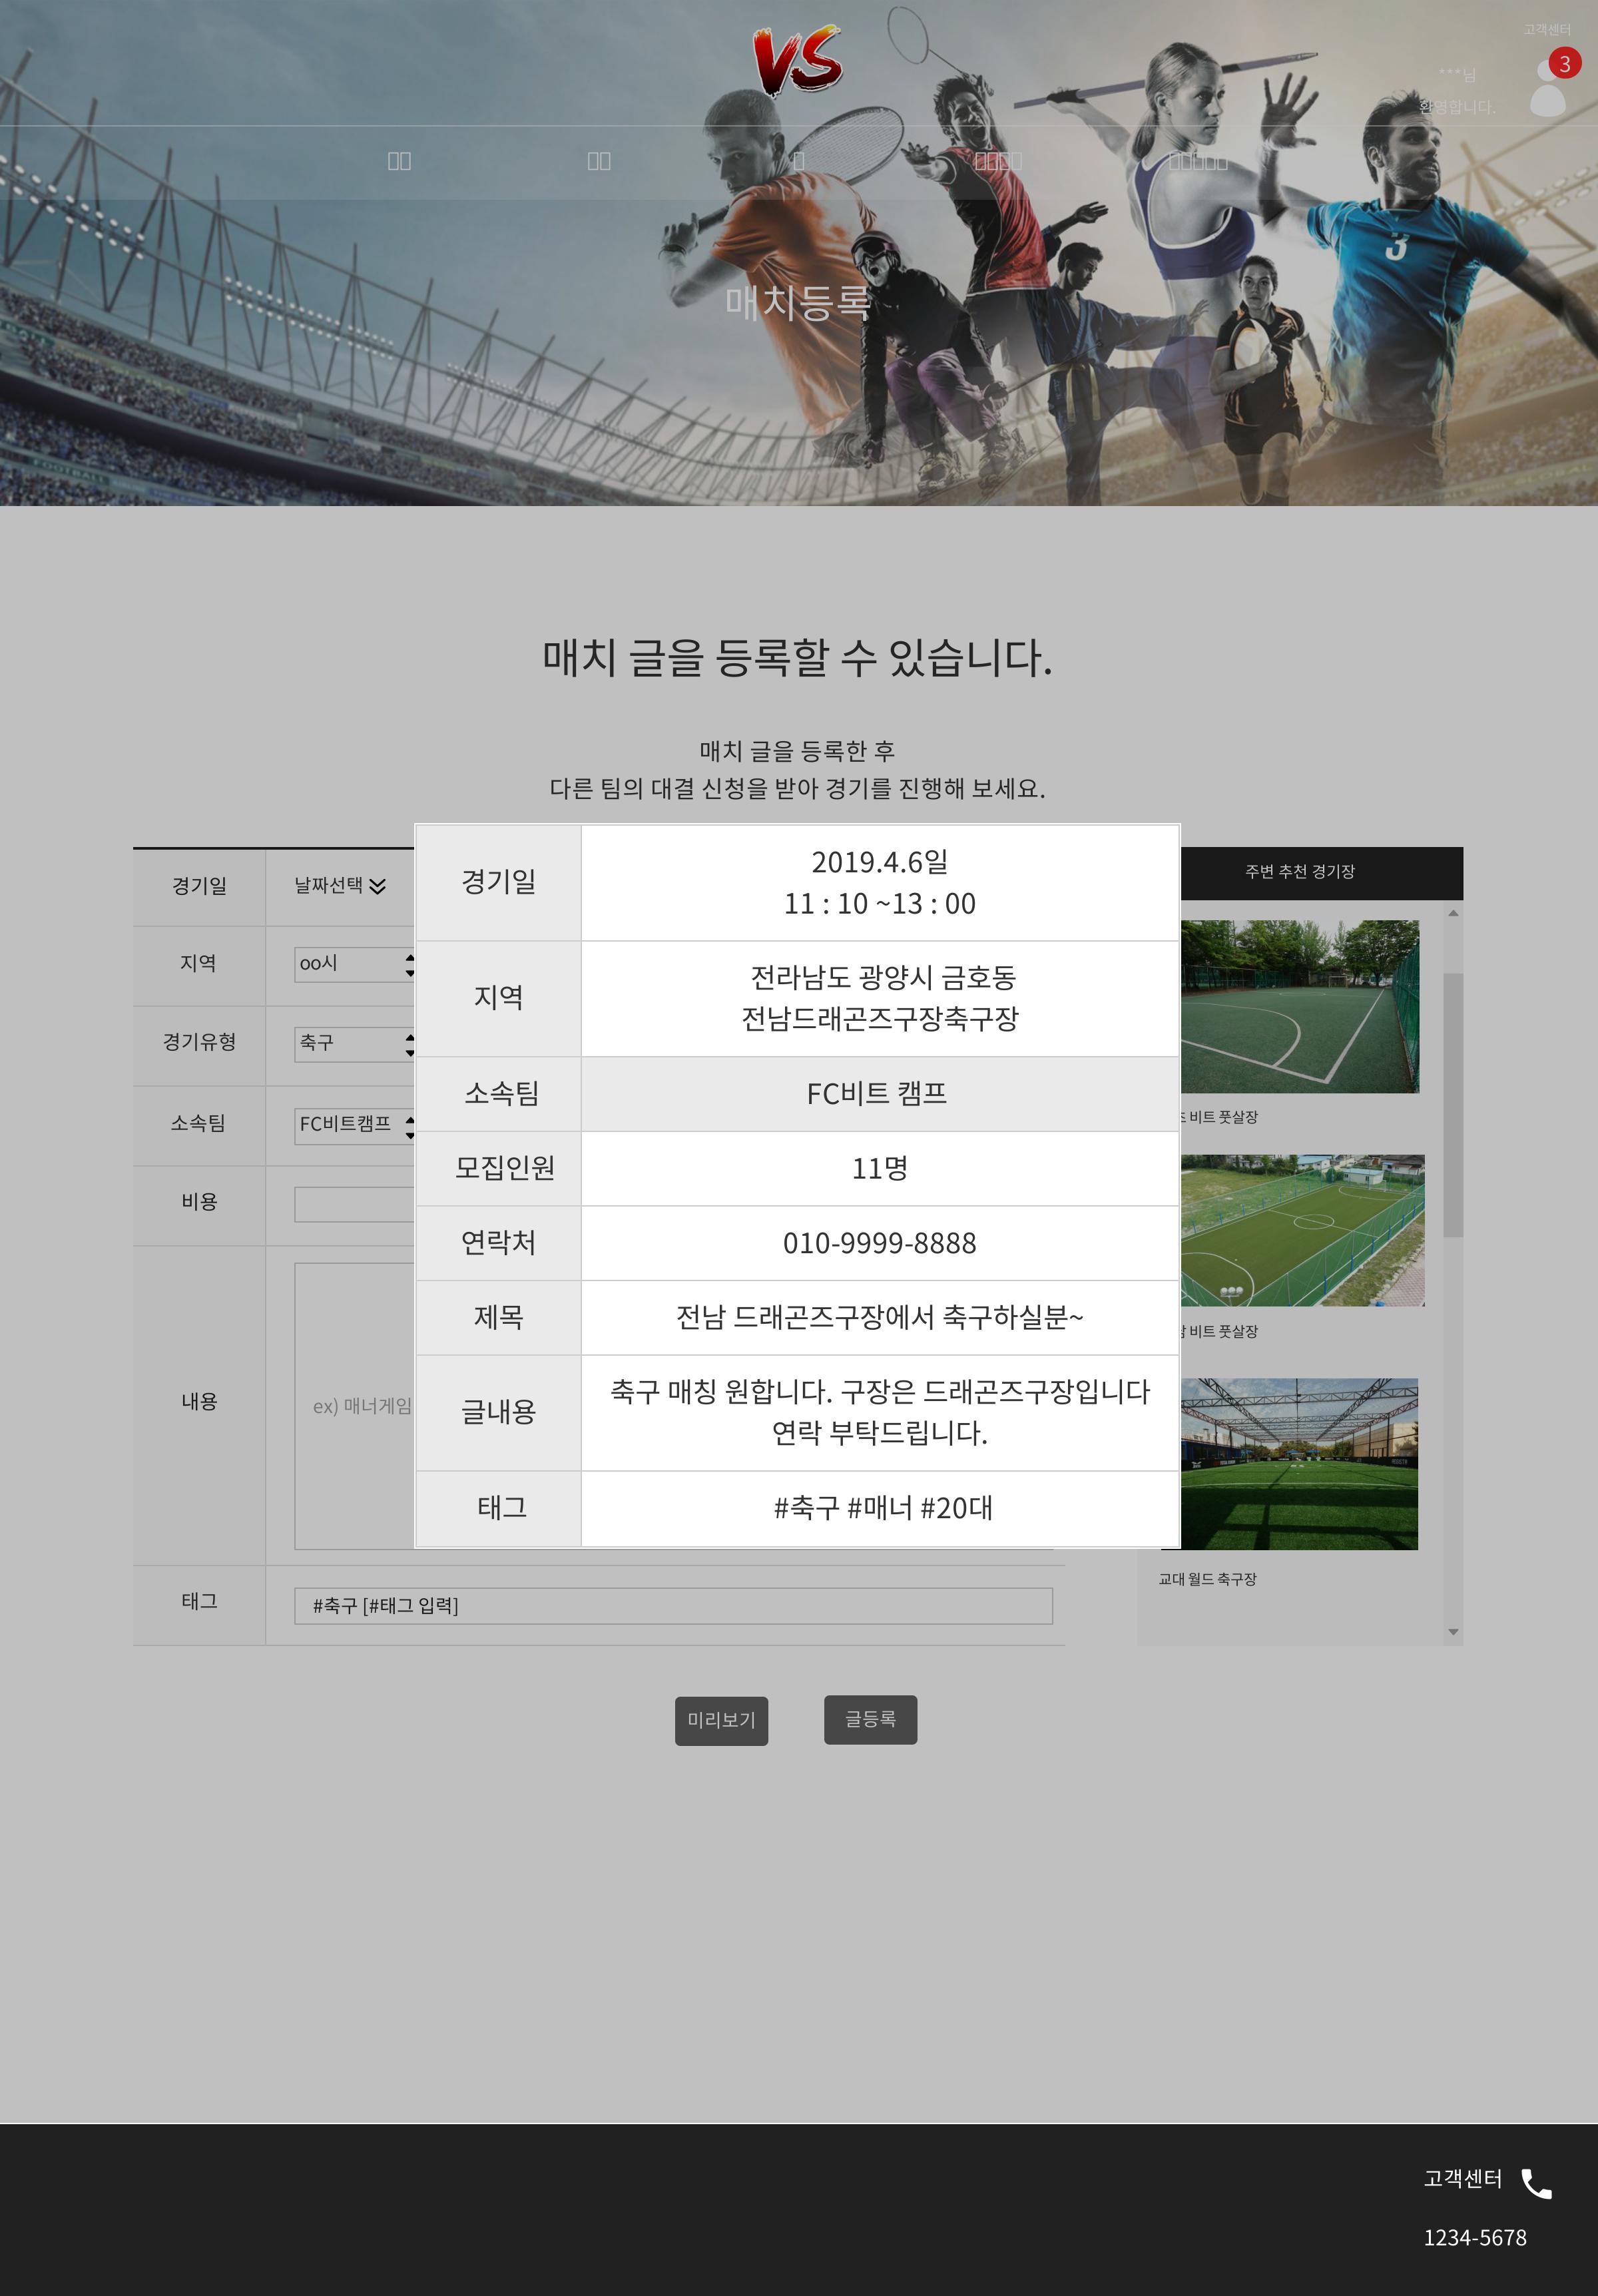 VS
고객센터
3
***님
환영합니다.
매치등록
3
매치 글을 등록할 수 있습니다.
매치 글을 등록한 후
다른 팀의 대결 신청을 받아 경기를 진행해 보세요.
경기일
날짜선택
지역
oo시
경기유형
축구
소속팀
FC비트캠프
비용
내용
ex) 매너게임
태그
#축구 [#태그 입력]
경기일
2019.4.6일
11 : 10 ~13 : 00
지역
전라남도 광양시 금호동
전남드래곤즈구장축구장
소속팀
FC비트 캠프
모집인원
11명
연락처
010-9999-8888
제목
전남 드래곤즈구장에서 축구하실분~
글내용
축구 매칭 원합니다. 구장은 드래곤즈구장입니다
연락 부탁드립니다.
태그
#축구 #매너 #20대
주변 추천 경기장
비트 풋살장
비트 풋살장
교대 월드 축구장
미리보기
글등록
고객센터
1234-5678